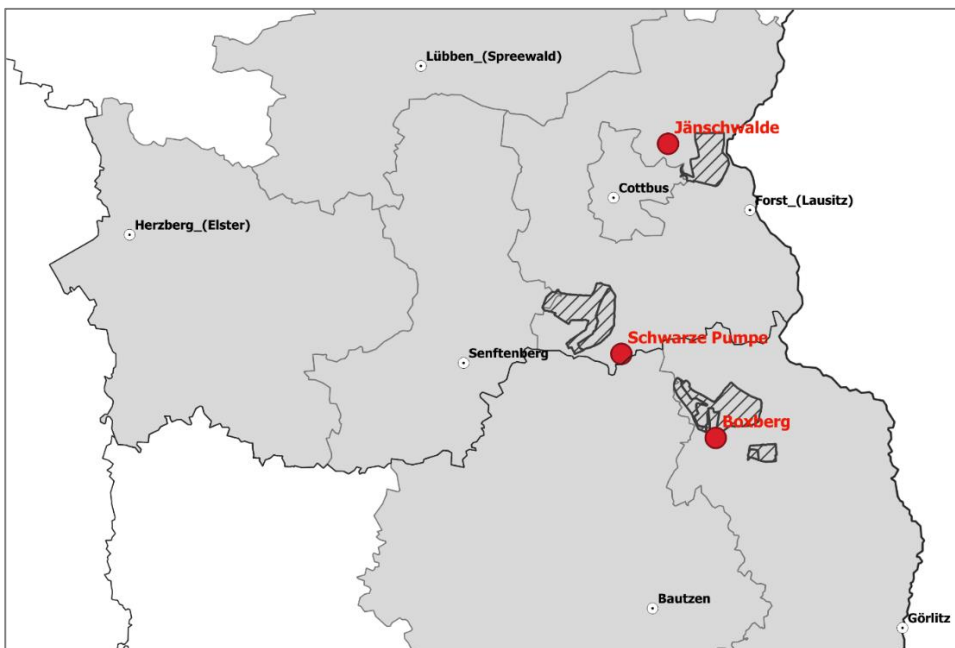 Lübben_(Spreewald)
Jänschwalde
Cottbus
Forst_(Lausitz)
Herzberg_(Elster)
Schwarze Pumpe
Senftenberg
Boxberg
Bautzen
Görlitz